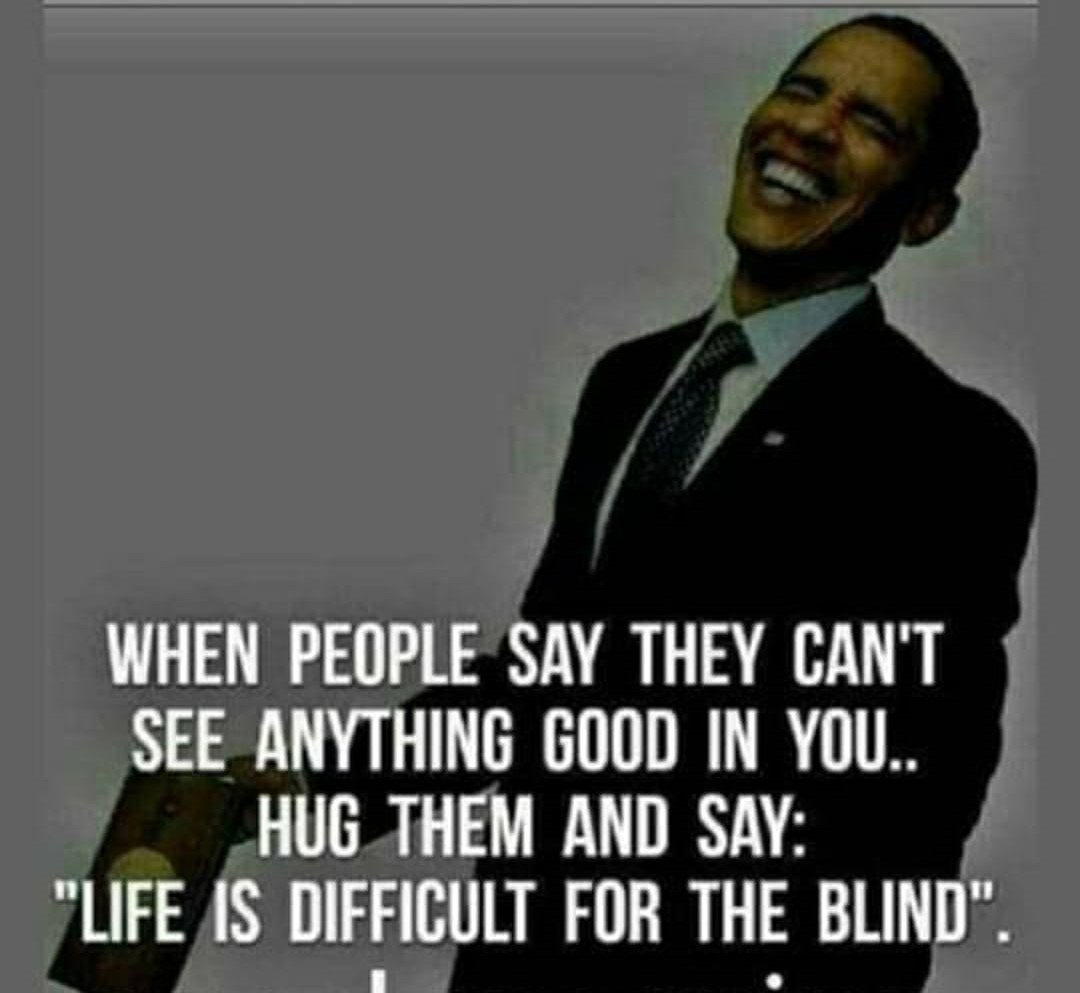 WHEN PEOPLE SAY THEY CAN'T
SEE ANYTHING GOOD IN YOU..
HUG THEM AND SAY:
"LIFE IS DIFFICULT FOR THE BLIND".